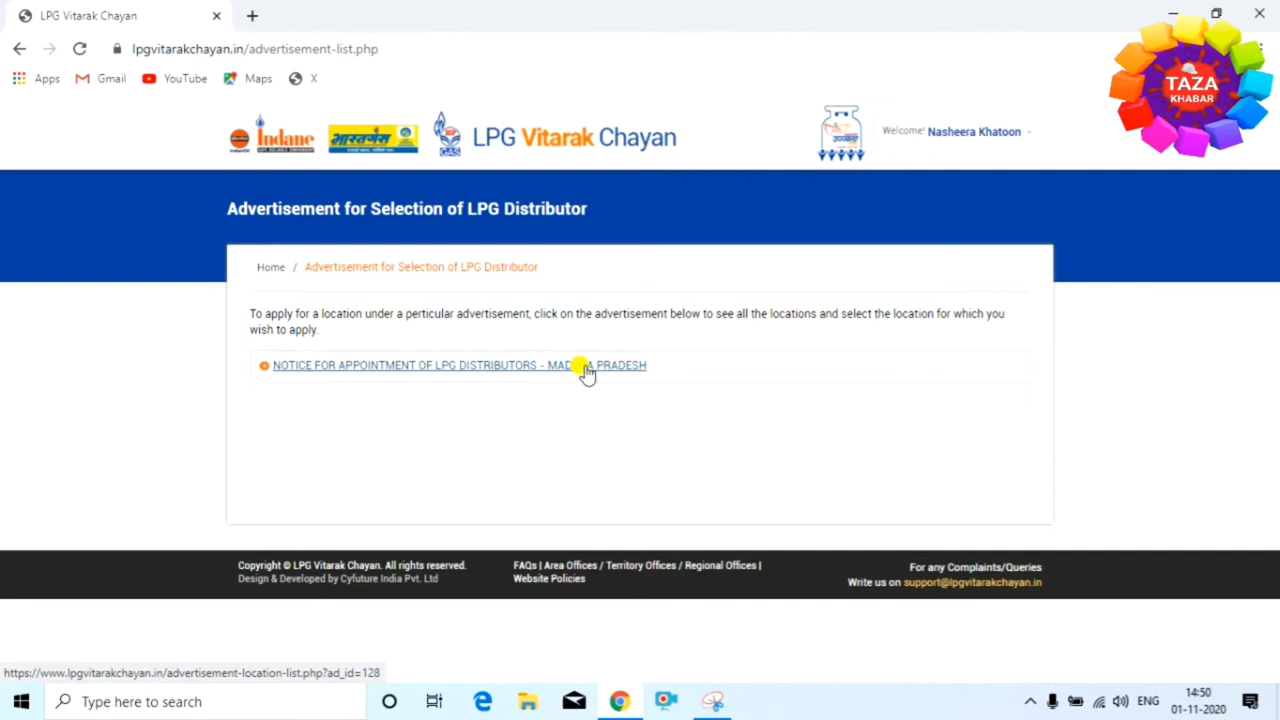 LPG Vitarak Chayan
lpgvitarakchayan.in/advertisement-list.php
Apps Gmail YouTube Maps X
TAZA
KHABAR
Indane
भारतगैस
HP
GAS
LPG Vitarak Chayan
Welcome! Nasheera Khatoon
Advertisement for Selection of LPG Distributor
Home / Advertisement for Selection of LPG Distributor
To apply for a location under a perticular advertisement, click on the advertisement below to see all the locations and select the location for which you
wish to apply.
NOTICE FOR APPOINTMENT OF LPG DISTRIBUTORS - MAD A PRADESH
Copyright © LPG Vitarak Chayan. All rights reserved.
Design & Developed by Cyfuture India Pvt. Ltd
FAQs | Area Offices / Territory Offices / Regional Offices |
Website Policies
For any Complaints/Queries
Write us on support@lpgvitarakchayan.in
https://www.lpgvitarakchayan.in/advertisement-location-list.php?ad_id=128
Type here to search
ENG
14:50
01-11-2020